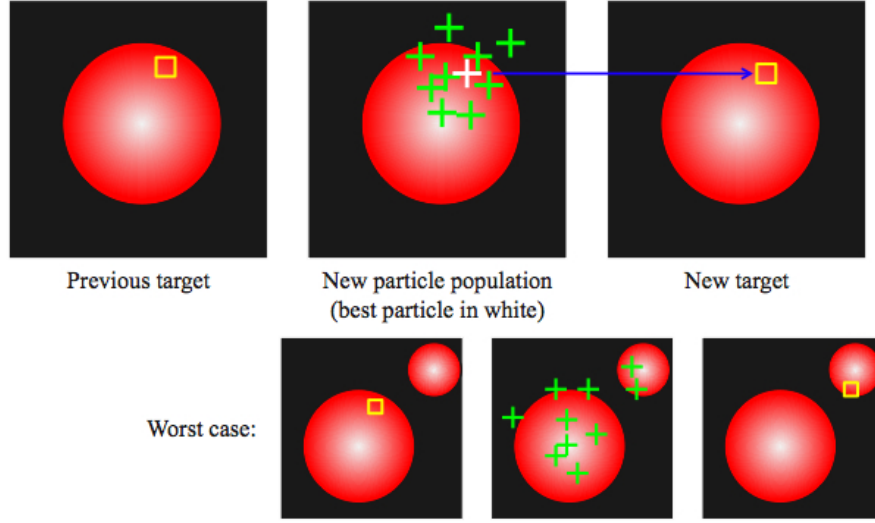 Previous target
New particle population
(best particle in white)
New target
Worst case: